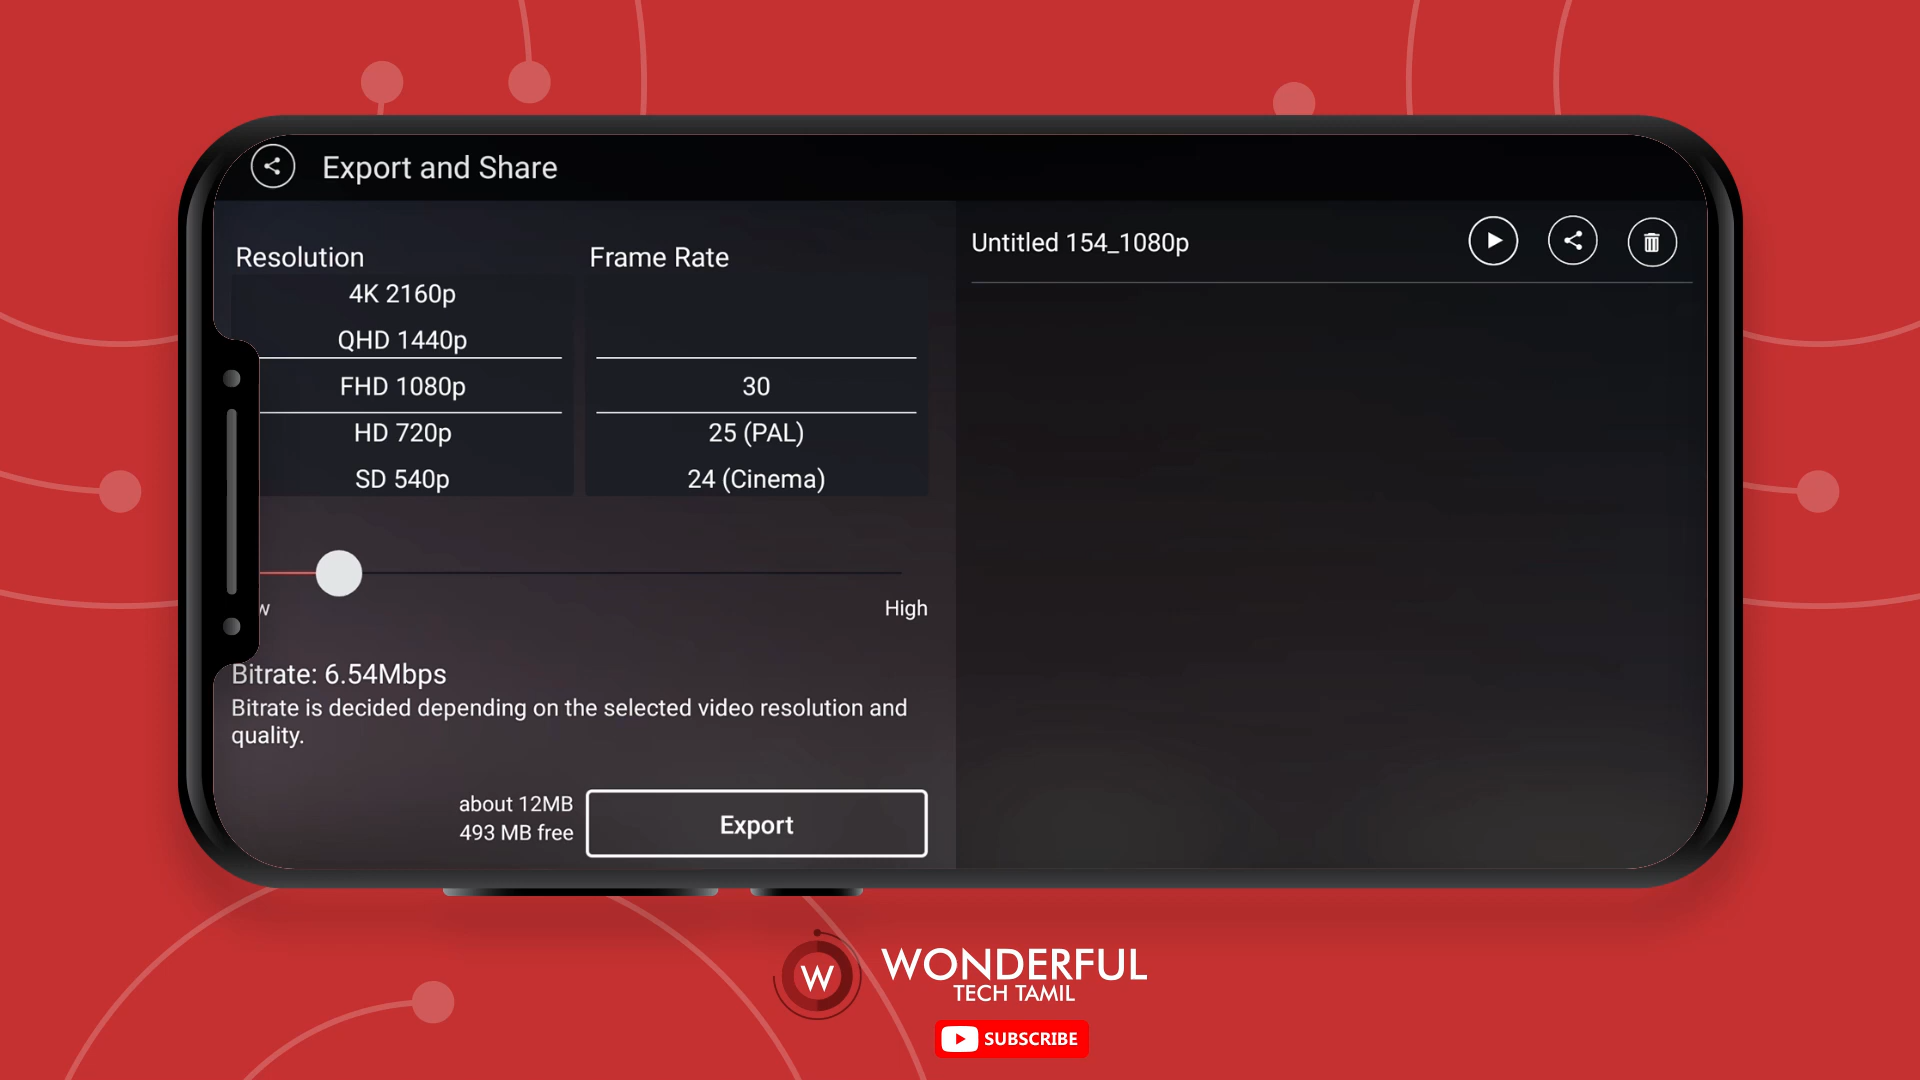 Export and Share
Resolution
Frame Rate
4K 2160p
QHD 1440p
FHD 1080p
HD 720p
SD 540p
30
25 (PAL)
24 (Cinema)
w
High
Bitrate: 6.54Mbps
Bitrate is decided depending on the selected video resolution and
quality.
about 12MB
493 MB free
Export
Untitled 154_1080p
W
WONDERFUL
TECH TAMIL
SUBSCRIBE